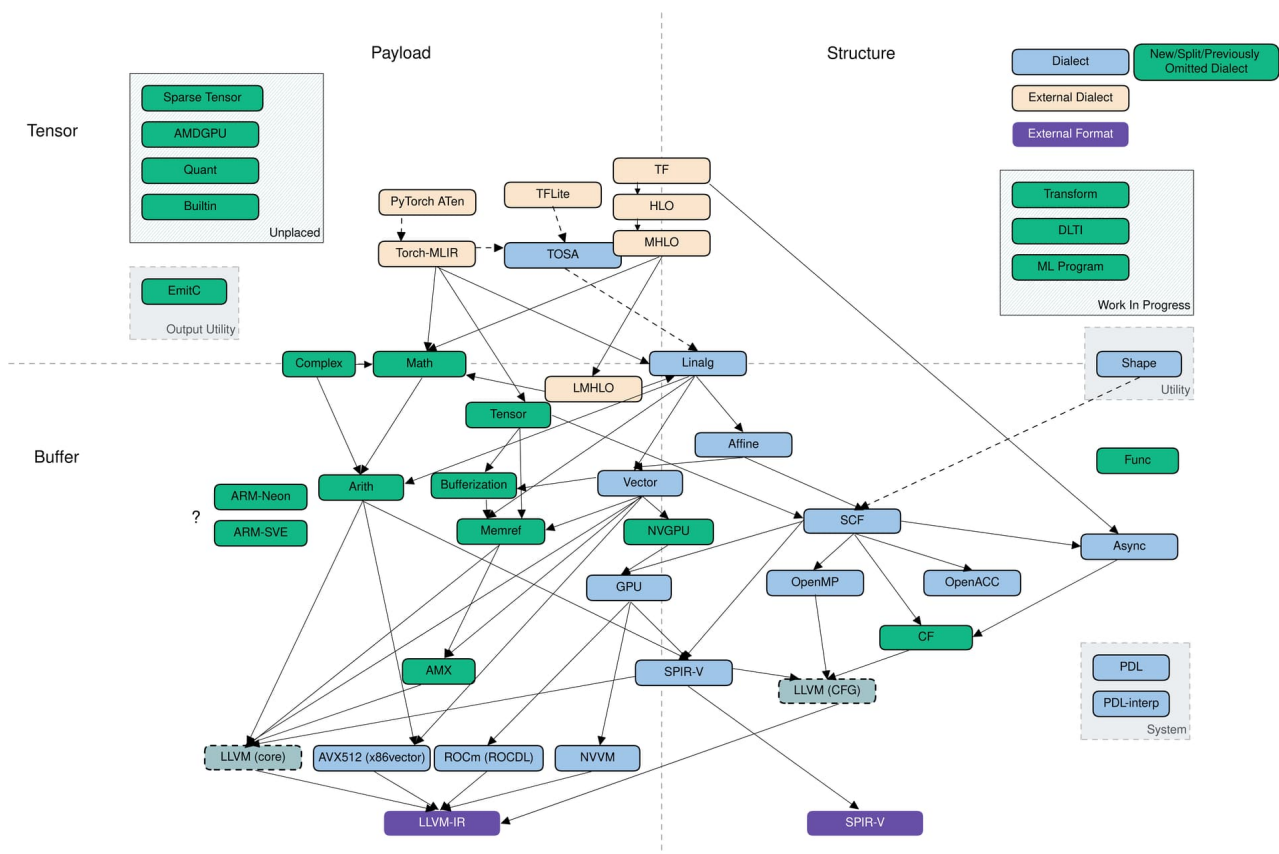 Payload
Structure
Dialect
New/Split/Previously
Omitted Dialect
External Dialect
External Format
Tensor
Sparse Tensor
AMDGPU
Quant
Builtin
Unplaced
TF
HLO
MHLO
TFLite
TOSA
PyTorch ATen
Torch-MLIR
Transform
DLTI
ML Program
Work In Progress
EmitC
Output Utility
Complex
Math
Linalg
LMHLO
Shape
Utility
Tensor
Affine
Buffer
Func
Arith
Bufferization
Vector
ARM-Neon
?
ARM-SVE
Memref
NVGPU
SCF
Async
GPU
OpenMP
OpenACC
CF
AMX
SPIR-V
LLVM (CFG)
PDL
PDL-interp
System
LLVM (core)
AVX512 (x86vector)
ROCm (ROCDL)
NVVM
LLVM-IR
SPIR-V